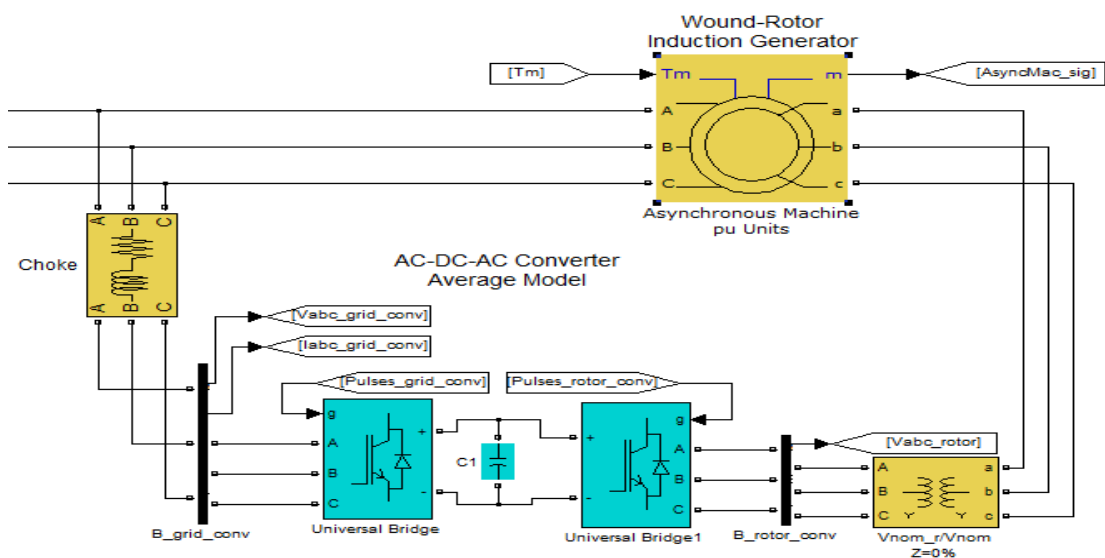 Wound-Rotor
Induction Generator
[Tm]
Tm
m
[AsyncMac_sig]
A
a
B
b
C
c
Asynchronous Machine
pu Units
A
B
C
Choke
A
B
C
AC-DC-AC Converter
Average Model
[Vabc_grid_conv]
[Iabc_grid_conv]
[Pulses_grid_conv]
[Pulses_rotor_conv]
g
A
B
C
+
-
Universal Bridge
C1
g
+
-
A
B
C
Universal Bridge1
[Vabc_rotor]
A
B
C
a
b
c
Y
Y
B_grid_conv
B_rotor_conv
Vnom_r/Vnom
Z=0%